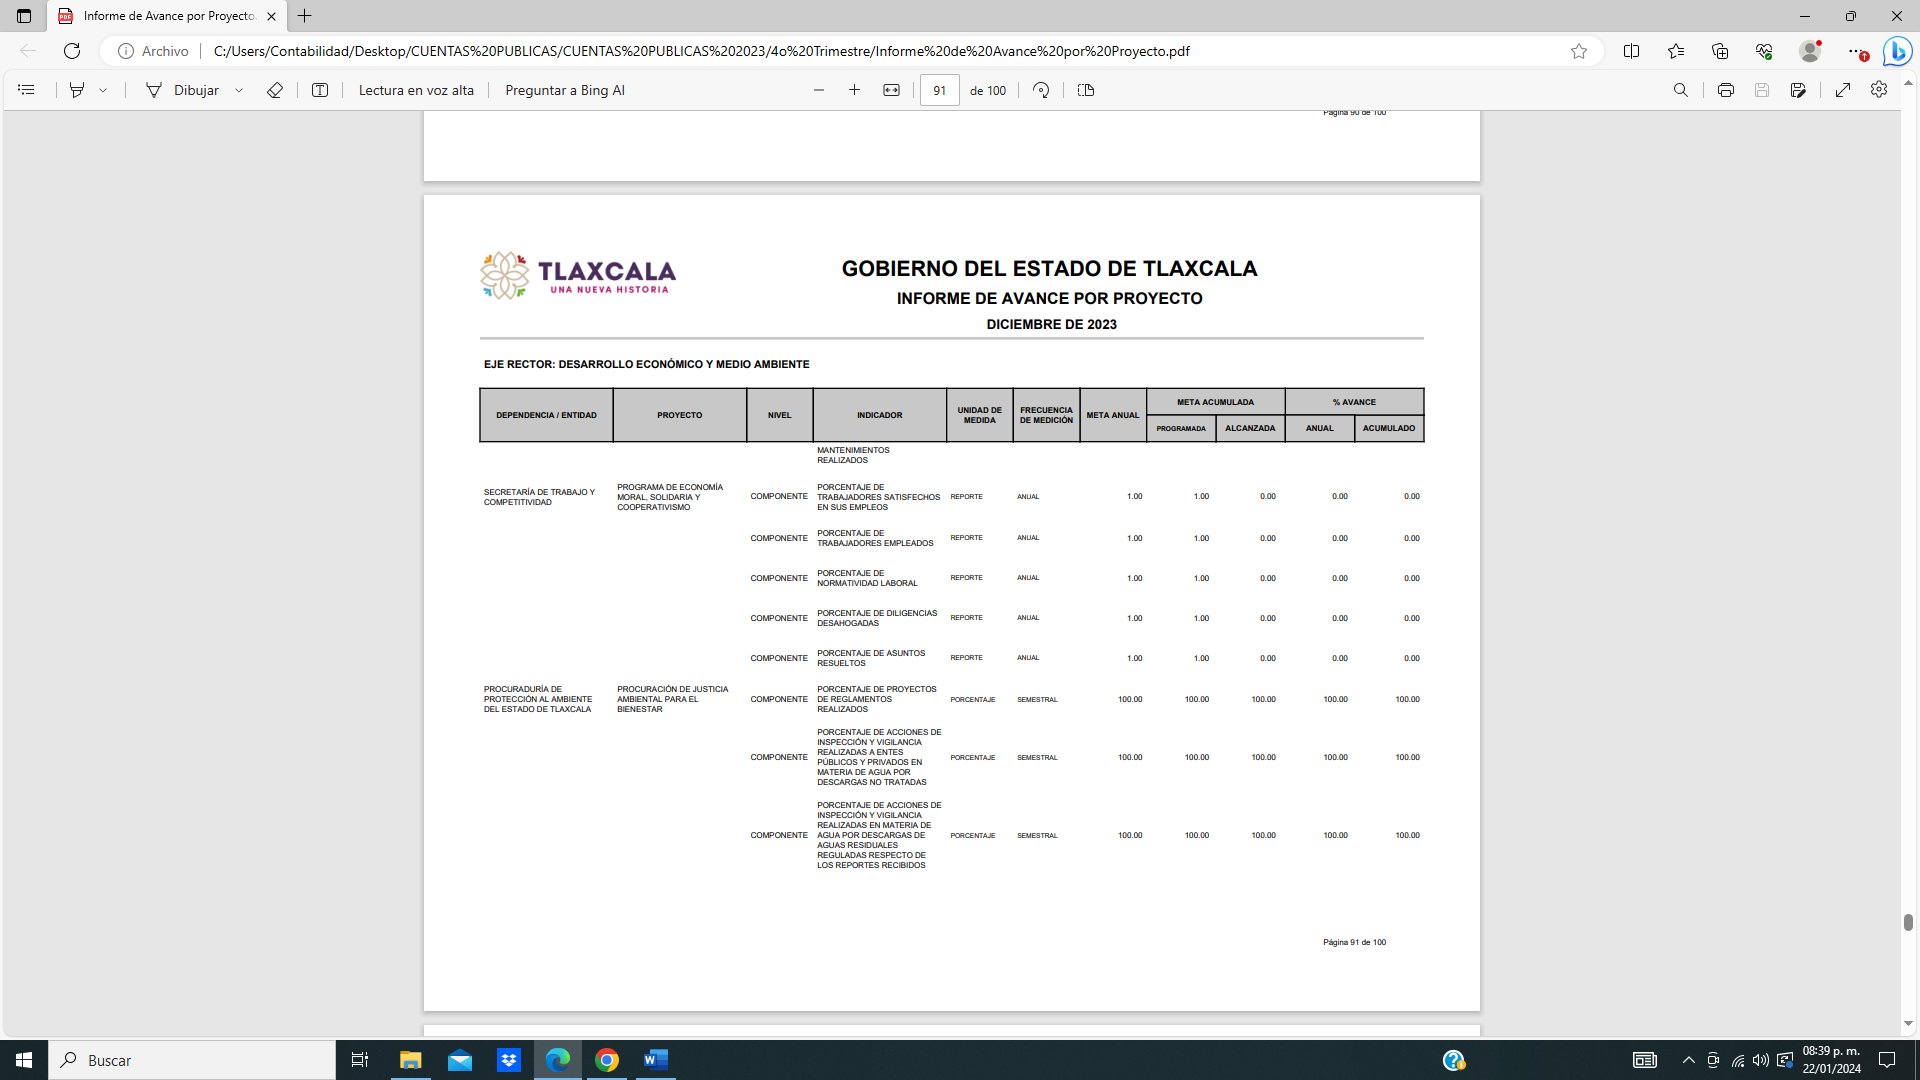 Informe de Avance por Proyecto.
Archivo
C:/Users/Contabilidad/Desktop/CUENTAS%20PUBLICAS/CUENTAS%20PUBLICAS%202023/4o%20Trimestre/Informe%20de%20Avance%20por%20Proyecto.pdf
Dibujar
Lectura en voz alta
Preguntar a Bing AI
91 de 100
Página 90 de 100
TLAXCALA
UNA NUEVA HISTORIA
GOBIERNO DEL ESTADO DE TLAXCALA
INFORME DE AVANCE POR PROYECTO
DICIEMBRE DE 2023
EJE RECTOR: DESARROLLO ECONÓMICO Y MEDIO AMBIENTE
DEPENDENCIA / ENTIDAD
PROYECTO
NIVEL
INDICADOR
UNIDAD DE
MEDIDA
FRECUENCIA
DE MEDICIÓN
META ANUAL
META ACUMULADA
PROGRAMADA
ALCANZADA
% AVANCE
ANUAL
ACUMULADO
MANTENIMIENTOS
REALIZADOS
SECRETARÍA DE TRABAJO Y
COMPETITIVIDAD
PROGRAMA DE ECONOMÍA
MORAL, SOLIDARIA Y
COOPERATIVISMO
COMPONENTE
PORCENTAJE DE
TRABAJADORES SATISFECHOS
EN SUS EMPLEOS
REPORTE ANUAL 1.00 1.00 0.00 0.00 0.00
COMPONENTE
PORCENTAJE DE
TRABAJADORES EMPLEADOS
REPORTE ANUAL 1.00 1.00 0.00 0.00 0.00
COMPONENTE
PORCENTAJE DE
NORMATIVIDAD LABORAL
REPORTE ANUAL 1.00 1.00 0.00 0.00 0.00
COMPONENTE
PORCENTAJE DE DILIGENCIAS
DESAHOGADAS
REPORTE ANUAL 1.00 1.00 0.00 0.00 0.00
COMPONENTE
PORCENTAJE DE ASUNTOS
RESUELTOS
REPORTE ANUAL 1.00 1.00 0.00 0.00 0.00
PROCURADURÍA DE
PROTECCIÓN AL AMBIENTE
DEL ESTADO DE TLAXCALA
PROCURACIÓN DE JUSTICIA
AMBIENTAL PARA EL
BIENESTAR
COMPONENTE
PORCENTAJE DE PROYECTOS
DE REGLAMENTOS
REALIZADOS
PORCENTAJE SEMESTRAL 100.00 100.00 100.00 100.00 100.00
COMPONENTE
PORCENTAJE DE ACCIONES DE
INSPECCIÓN Y VIGILANCIA
REALIZADAS A ENTES
PÚBLICOS Y PRIVADOS EN
MATERIA DE AGUA POR
DESCARGAS NO TRATADAS
PORCENTAJE SEMESTRAL 100.00 100.00 100.00 100.00 100.00
COMPONENTE
PORCENTAJE DE ACCIONES DE
INSPECCIÓN Y VIGILANCIA
REALIZADAS EN MATERIA DE
AGUA POR DESCARGAS DE
AGUAS RESIDUALES
REGULADAS RESPECTO DE
LOS REPORTES RECIBIDOS
PORCENTAJE SEMESTRAL 100.00 100.00 100.00 100.00 100.00
Página 91 de 100
Buscar
08:39 p. m.
22/01/2024